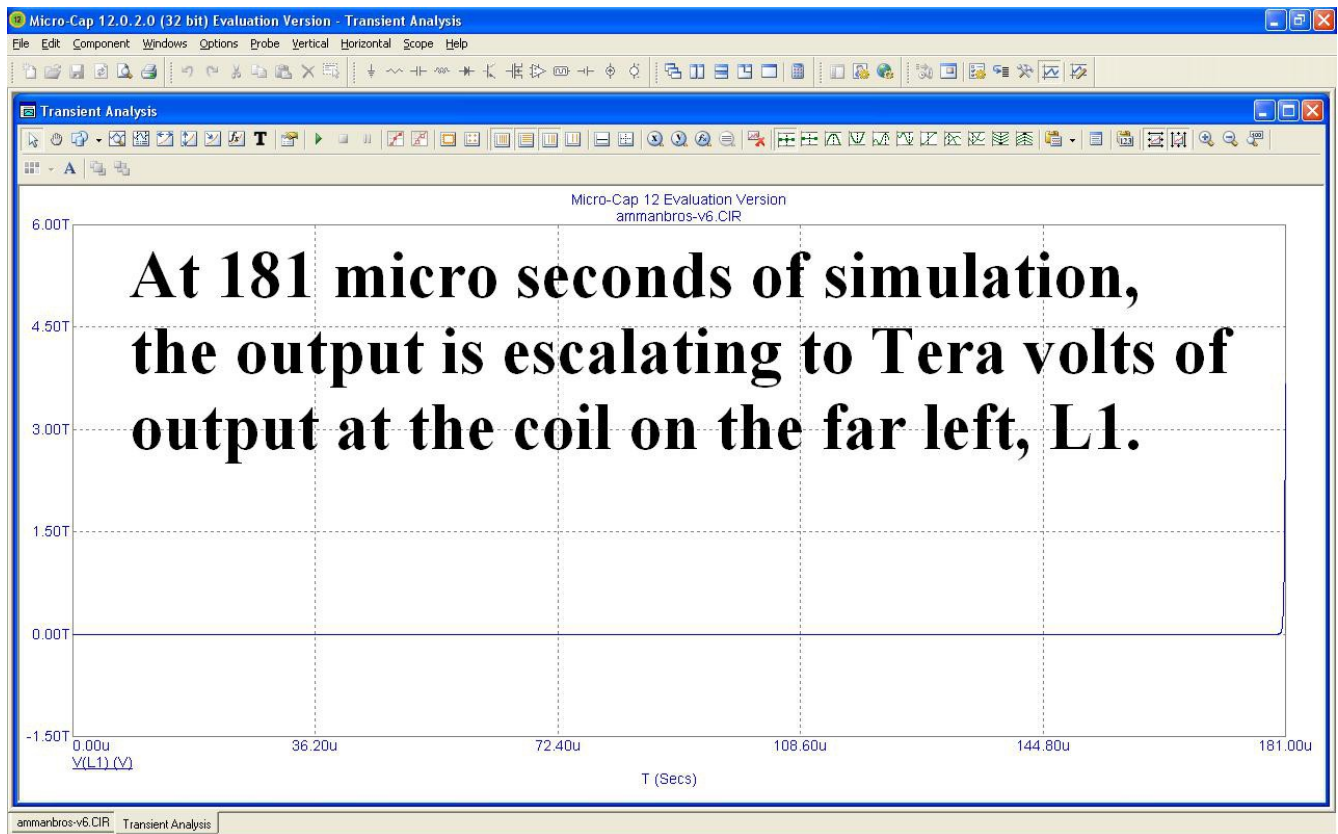 Micro-Cap 12.0.2.0 (32 bit) Evaluation Version - Transient Analysis
File Edit Component Windows Options Probe Vertical Horizontal Scope Help
Transient Analysis
T
A
Micro-Cap 12 Evaluation Version
ammanbros-v6.CIR
6.00T
At 181 micro seconds of simulation,
4.50T
the output is escalating to Tera volts of
3.00T
output at the coil on the far left, L1.
1.50T
0.00T
-1.50T
0.00u 36.20u 72.40u 108.60u 144.80u 181.00u
V(L1) (V)
T (Secs)
ammanbros-v6.CIR Transient Analysis